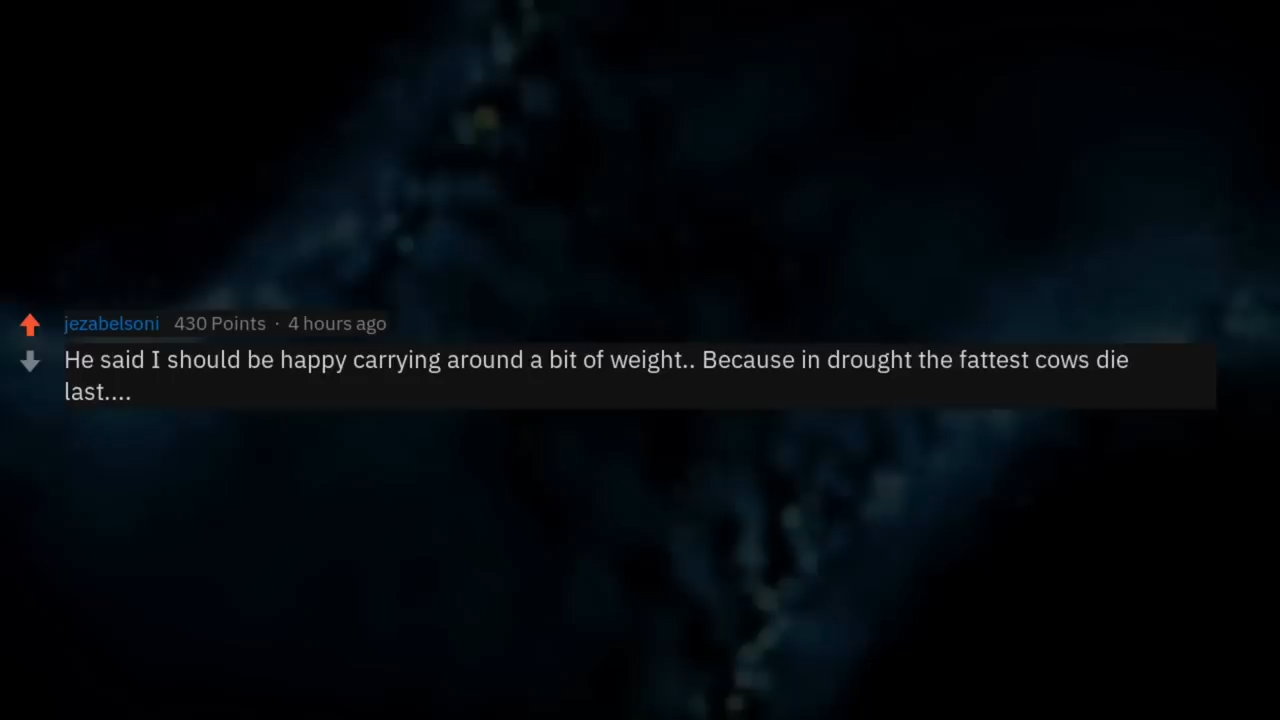 jezabelsoni 430 Points · 4 hours ago
He said I should be happy carrying around a bit of weight.. Because in drought the fattest cows die
last....